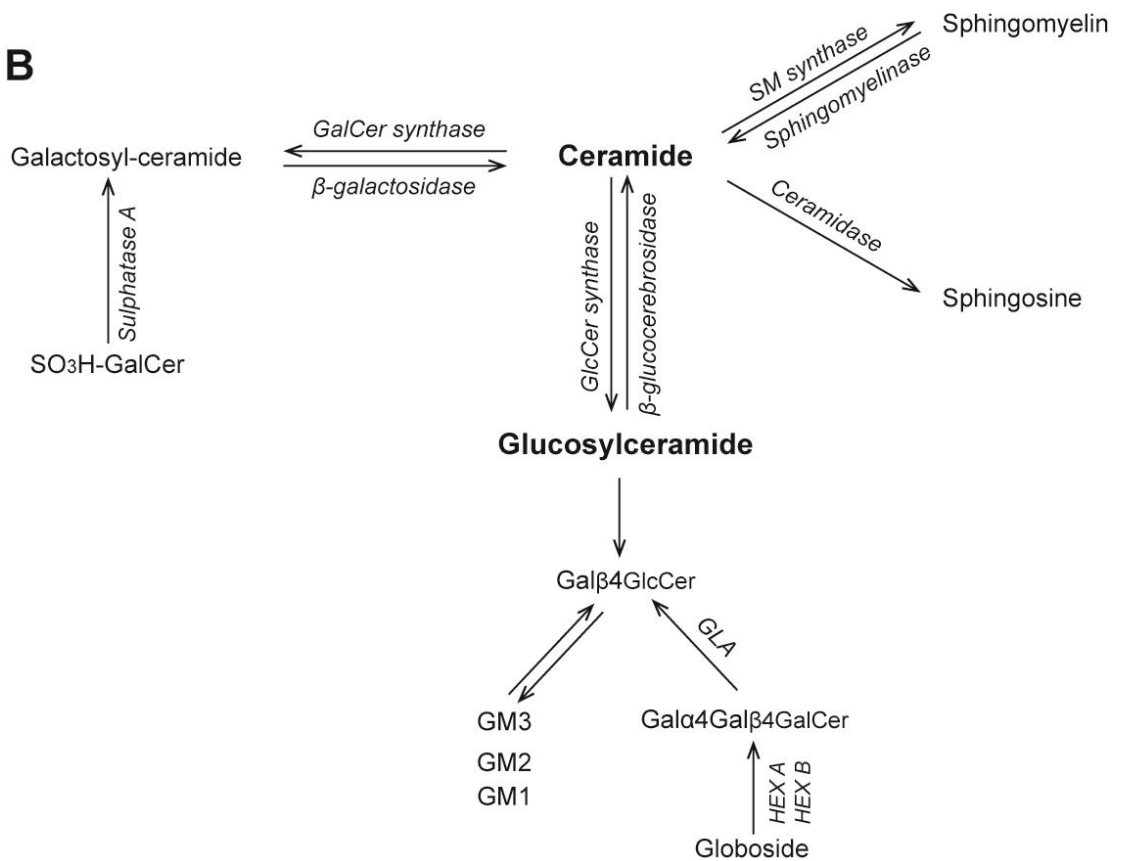 B
Sphingomyelin
SM synthase
Sphingomyelinase
GalCer synthase
Galactosyl-ceramide
Ceramide
β-galactosidase
Ceramidase
Sulphatase A
GlcCer synthase
β-glucocerebrosidase
Sphingosine
SO3H-GalCer
Glucosylceramide
Galβ4GlcCer
GLA
GM3
Galα4Galβ4GalCer
GM2
GM1
HEX A
HEX B
Globoside